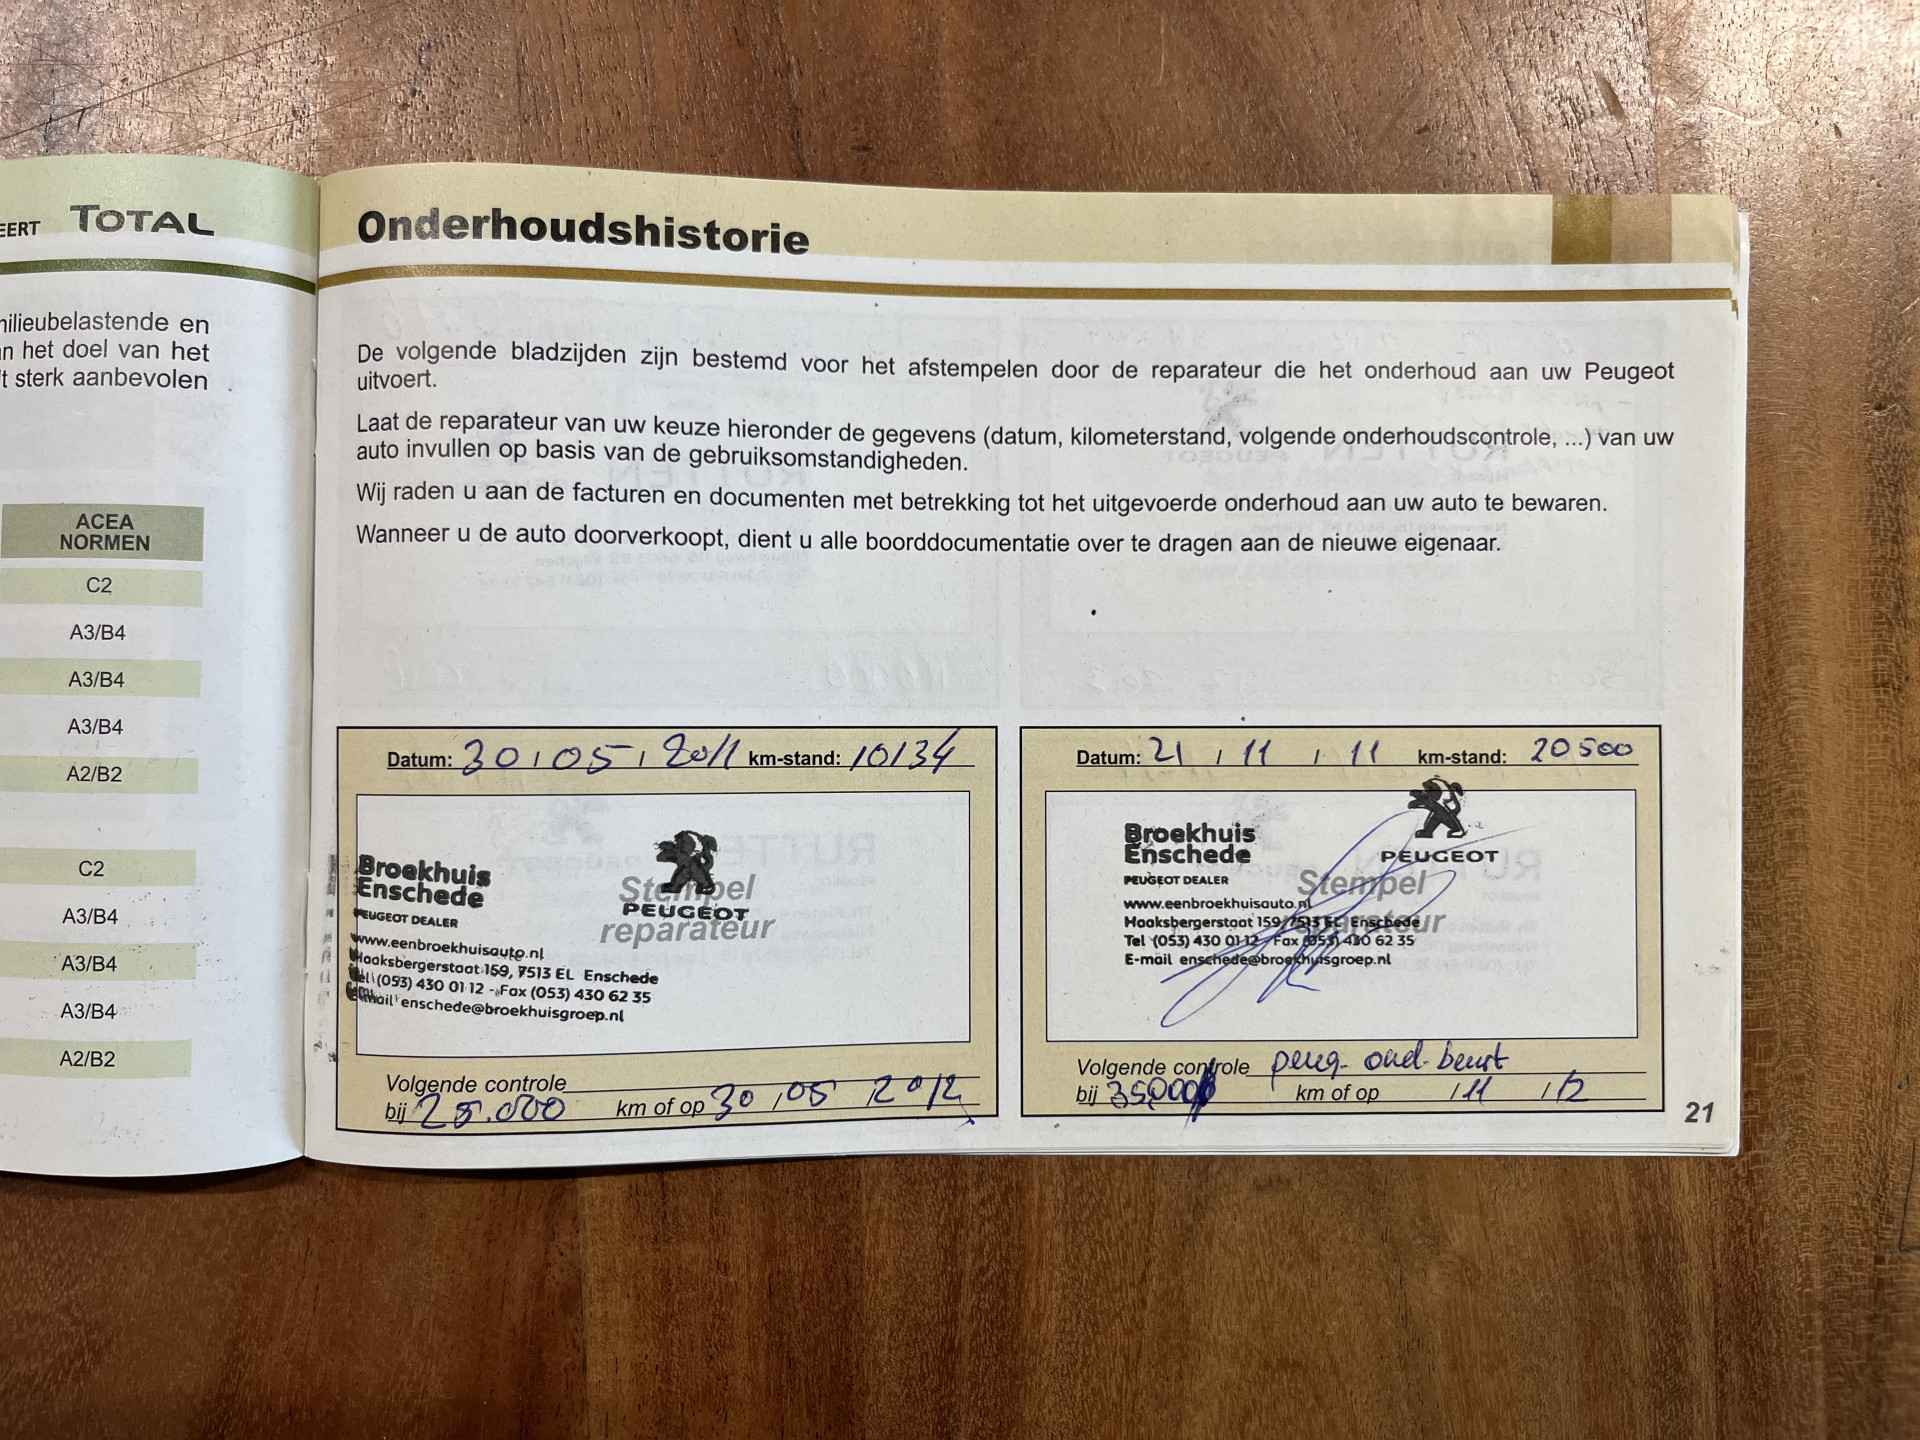 EERT TOTAL
milieubelastende en
an het doel van het
t sterk aanbevolen
ACEA
NORMEN
C2
A3/B4
A3/B4
A3/B4
A2/B2
C2
A3/B4
A3/B4
A3/B4
A2/B2
Onderhoudshistorie
De volgende bladzijden zijn bestemd voor het afstempelen door de reparateur die het onderhoud aan uw Peugeot
uitvoert.
Laat de reparateur van uw keuze hieronder de gegevens (datum, kilometerstand, volgende onderhoudscontrole, ...) van uw
auto invullen op basis van de gebruiksomstandigheden.
Wij raden u aan de facturen en documenten met betrekking tot het uitgevoerde onderhoud aan uw auto te bewaren.
Wanneer u de auto doorverkoopt, dient u alle boorddocumentatie over te dragen aan de nieuwe eigenaar.
Datum: 30 / 05 / 2011 km-stand: 10134
Broekhuis
Enschede
PEUGEOT DEALER
www.eenbroekhuisauto.nl
Haaksbergerstraat 159, 7513 EL Enschede
Tel (053) 430 01 12 - Fax (053) 430 62 35
E-mail enschede@broekhuisgroep.nl
Stempel
PEUGEOT
reparateur
Volgende controle
bij 25.000 km of op 30 / 05 / 2012
Datum: 21 / 11 / 11 km-stand: 20500
Broekhuis
Enschede
PEUGEOT DEALER
www.eenbroekhuisauto.nl
Haaksbergerstraat 159, 7513 EL Enschede
Tel (053) 430 01 12 - Fax (053) 430 62 35
E-mail enschede@broekhuisgroep.nl
PEUGEOT
Stempel
reparateur
Volgende controle peug. ond. beurt
bij 35000 km of op / 11 / 12
21